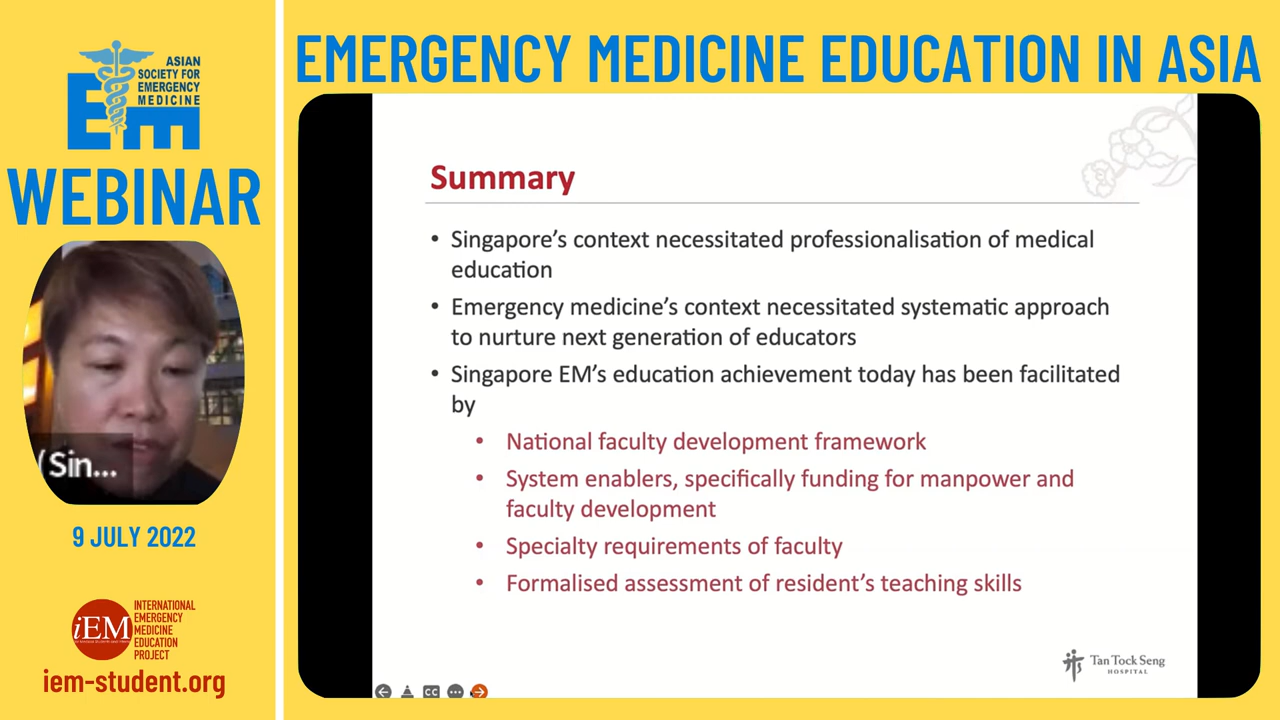 EMERGENCY MEDICINE EDUCATION IN ASIA
ASIAN
SOCIETY FOR
EMERGENCY
MEDICINE
EM
WEBINAR
(Sin...
9 JULY 2022
iEM
INTERNATIONAL
EMERGENCY
MEDICINE
EDUCATION
PROJECT
iem-student.org
Summary
• Singapore’s context necessitated professionalisation of medical
education
• Emergency medicine’s context necessitated systematic approach
to nurture next generation of educators
• Singapore EM’s education achievement today has been facilitated
by
• National faculty development framework
• System enablers, specifically funding for manpower and
faculty development
• Specialty requirements of faculty
• Formalised assessment of resident’s teaching skills
Tan Tock Seng
HOSPITAL
CC